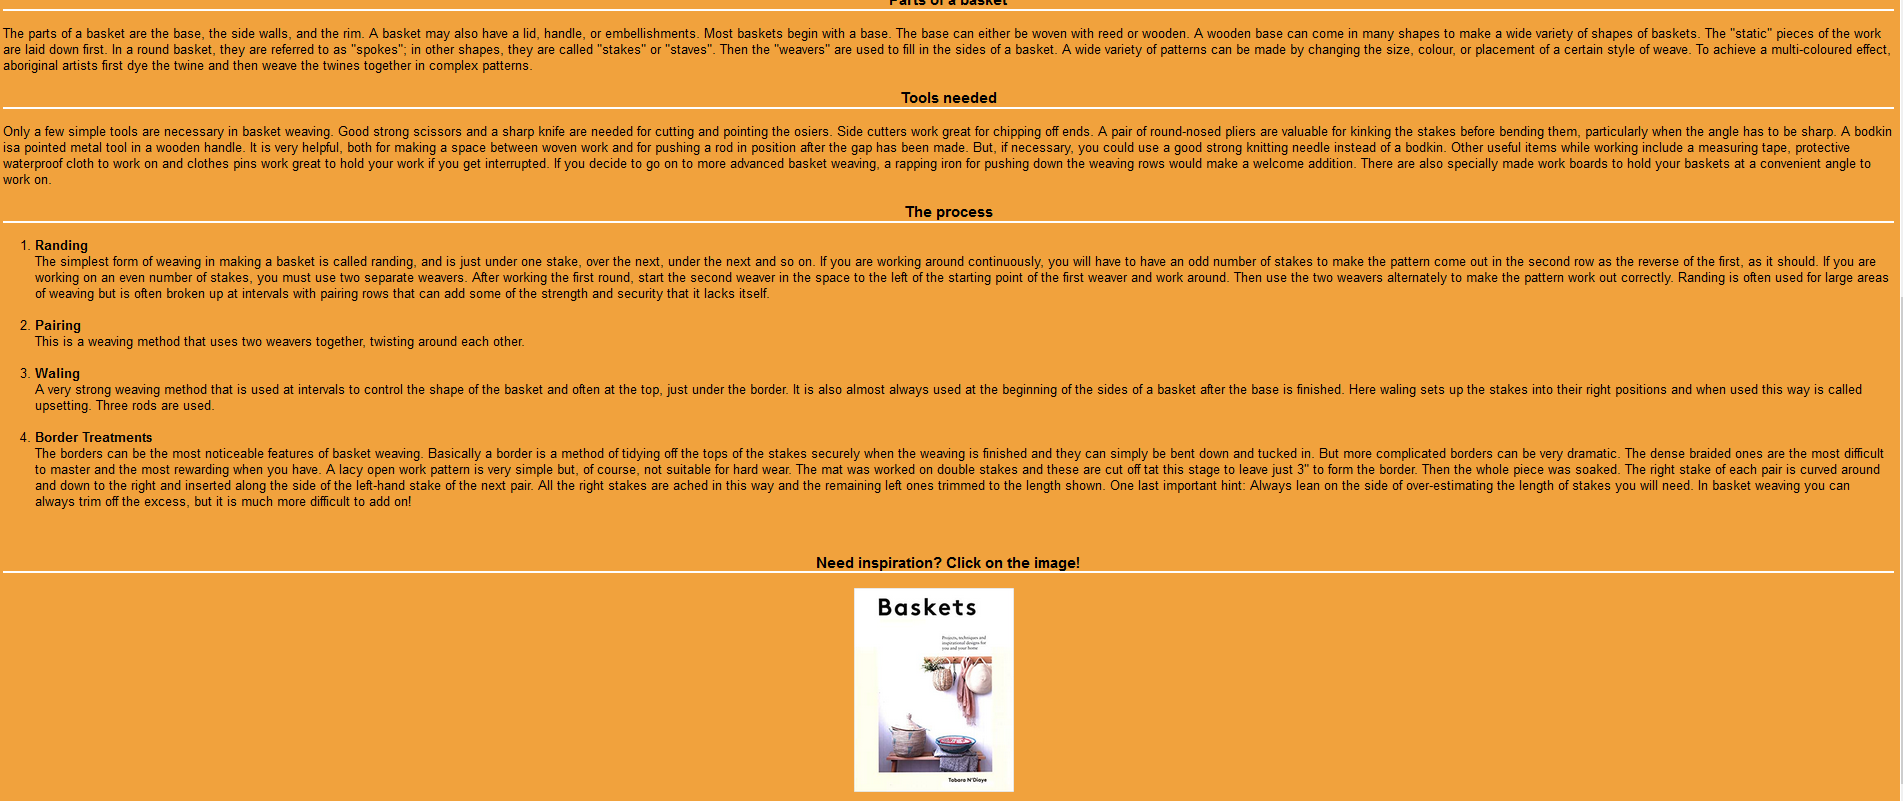 Parts of a basket
The parts of a basket are the base, the side walls, and the rim. A basket may also have a lid, handle, or embellishments. Most baskets begin with a base. The base can either be woven with reed or wooden. A wooden base can come in many shapes to make a wide variety of shapes of baskets. The "static" pieces of the work
are laid down first. In a round basket, they are referred to as "spokes"; in other shapes, they are called "stakes" or "staves". Then the "weavers" are used to fill in the sides of a basket. A wide variety of patterns can be made by changing the size, colour, or placement of a certain style of weave. To achieve a multi-coloured effect,
aboriginal artists first dye the twine and then weave the twines together in complex patterns.
Tools needed
Only a few simple tools are necessary in basket weaving. Good strong scissors and a sharp knife are needed for cutting and pointing the osiers. Side cutters work great for chipping off ends. A pair of round-nosed pliers are valuable for kinking the stakes before bending them, particularly when the angle has to be sharp. A bodkin
isa pointed metal tool in a wooden handle. It is very helpful, both for making a space between woven work and for pushing a rod in position after the gap has been made. But, if necessary, you could use a good strong knitting needle instead of a bodkin. Other useful items while working include a measuring tape, protective
waterproof cloth to work on and clothes pins work great to hold your work if you get interrupted. If you decide to go on to more advanced basket weaving, a rapping iron for pushing down the weaving rows would make a welcome addition. There are also specially made work boards to hold your baskets at a convenient angle to
work on.
The process
1. Randing
The simplest form of weaving in making a basket is called randing, and is just under one stake, over the next, under the next and so on. If you are working around continuously, you will have to have an odd number of stakes to make the pattern come out in the second row as the reverse of the first, as it should. If you are
working on an even number of stakes, you must use two separate weavers. After working the first round, start the second weaver in the space to the left of the starting point of the first weaver and work around. Then use the two weavers alternately to make the pattern work out correctly. Randing is often used for large areas
of weaving but is often broken up at intervals with pairing rows that can add some of the strength and security that it lacks itself.
2. Pairing
This is a weaving method that uses two weavers together, twisting around each other.
3. Waling
A very strong weaving method that is used at intervals to control the shape of the basket and often at the top, just under the border. It is also almost always used at the beginning of the sides of a basket after the base is finished. Here waling sets up the stakes into their right positions and when used this way is called
upsetting. Three rods are used.
4. Border Treatments
The borders can be the most noticeable features of basket weaving. Basically a border is a method of tidying off the tops of the stakes securely when the weaving is finished and they can simply be bent down and tucked in. But more complicated borders can be very dramatic. The dense braided ones are the most difficult
to master and the most rewarding when you have. A lacy open work pattern is very simple but, of course, not suitable for hard wear. The mat was worked on double stakes and these are cut off tat this stage to leave just 3" to form the border. Then the whole piece was soaked. The right stake of each pair is curved around
and down to the right and inserted along the side of the left-hand stake of the next pair. All the right stakes are ached in this way and the remaining left ones trimmed to the length shown. One last important hint: Always lean on the side of over-estimating the length of stakes you will need. In basket weaving you can
always trim off the excess, but it is much more difficult to add on!
Need inspiration? Click on the image!
Baskets
Projects, techniques and
inspirational designs for
you and your home
Tabara N'Diaye